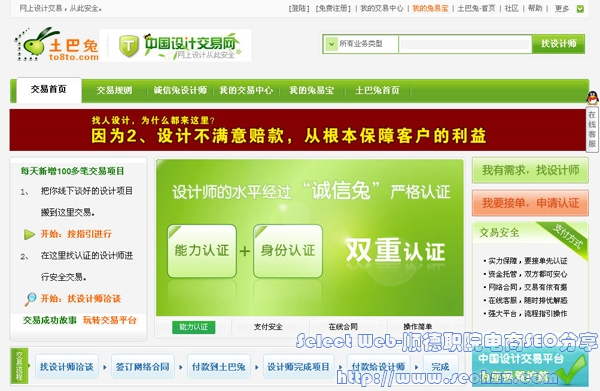 网上设计交易，从此安全。
[登陆] [免费注册] | 我的交易中心 | 我的兔易宝 | 土巴兔-首页 | 社区 | 帮助 | 更多
土巴兔
to8to.com
中国设计交易网
网上设计从此安全
所有业务类型
找设计师
交易首页 交易规则 诚信兔设计师 我的交易中心 我的兔易宝 土巴兔首页
在线客服
找人设计，为什么都来这里？
因为2、设计不满意赔款，从根本保障客户的利益
每天新增100多笔交易项目
1、 把你线下谈好的设计项目
搬到这里交易。
开始：按指引进行
2、 在这里找认证的设计师进
行安全交易。
开始：找设计师洽谈
交易成功故事 玩转交易平台
设计师的水平经过“诚信兔”严格认证
能力认证 + 身份认证 双重认证
能力认证 支付安全 在线合同 操作简单
我有需求，找设计师
我要接单，申请认证
交易安全
支付方式
实力保障，要接单先认证
资金托管，双方都可安心
网络合同，交易有依有据
在线客服，随时排忧解惑
强大平台，流程指引操作
交易流程
找设计师洽谈 签订网络合同 付款到土巴兔 设计师完成项目 付款给设计师 完成
中国设计交易平台
Select Web-顺德职院电商SEO分享